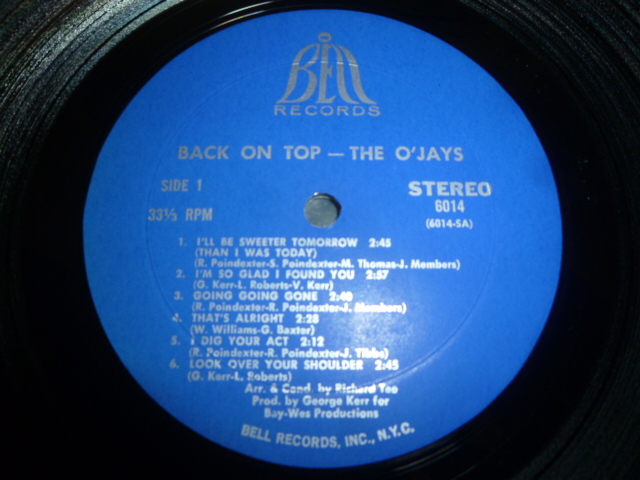 BELL
RECORDS
BACK ON TOP — THE O'JAYS
SIDE 1
STEREO
33⅓ RPM
6014
(6014-SA)
1. I'LL BE SWEETER TOMORROW 2:45
(THAN I WAS TODAY)
(R. Poindexter-S. Poindexter-M. Thomas-J. Members)
2. I'M SO GLAD I FOUND YOU 2:57
(G. Kerr-L. Roberts-V. Kerr)
3. GOING GOING GONE 2:40
(R. Poindexter-R. Poindexter-J. Members)
4. THAT'S ALRIGHT 2:28
(W. Williams-G. Baxter)
5. I DIG YOUR ACT 2:12
(R. Poindexter-R. Poindexter-J. Tibbs)
6. LOOK OVER YOUR SHOULDER 2:45
(G. Kerr-L. Roberts)
Arr. & Cond. by Richard Tee
Prod. by George Kerr for
Bay-Wes Productions
BELL RECORDS, INC., N.Y.C.